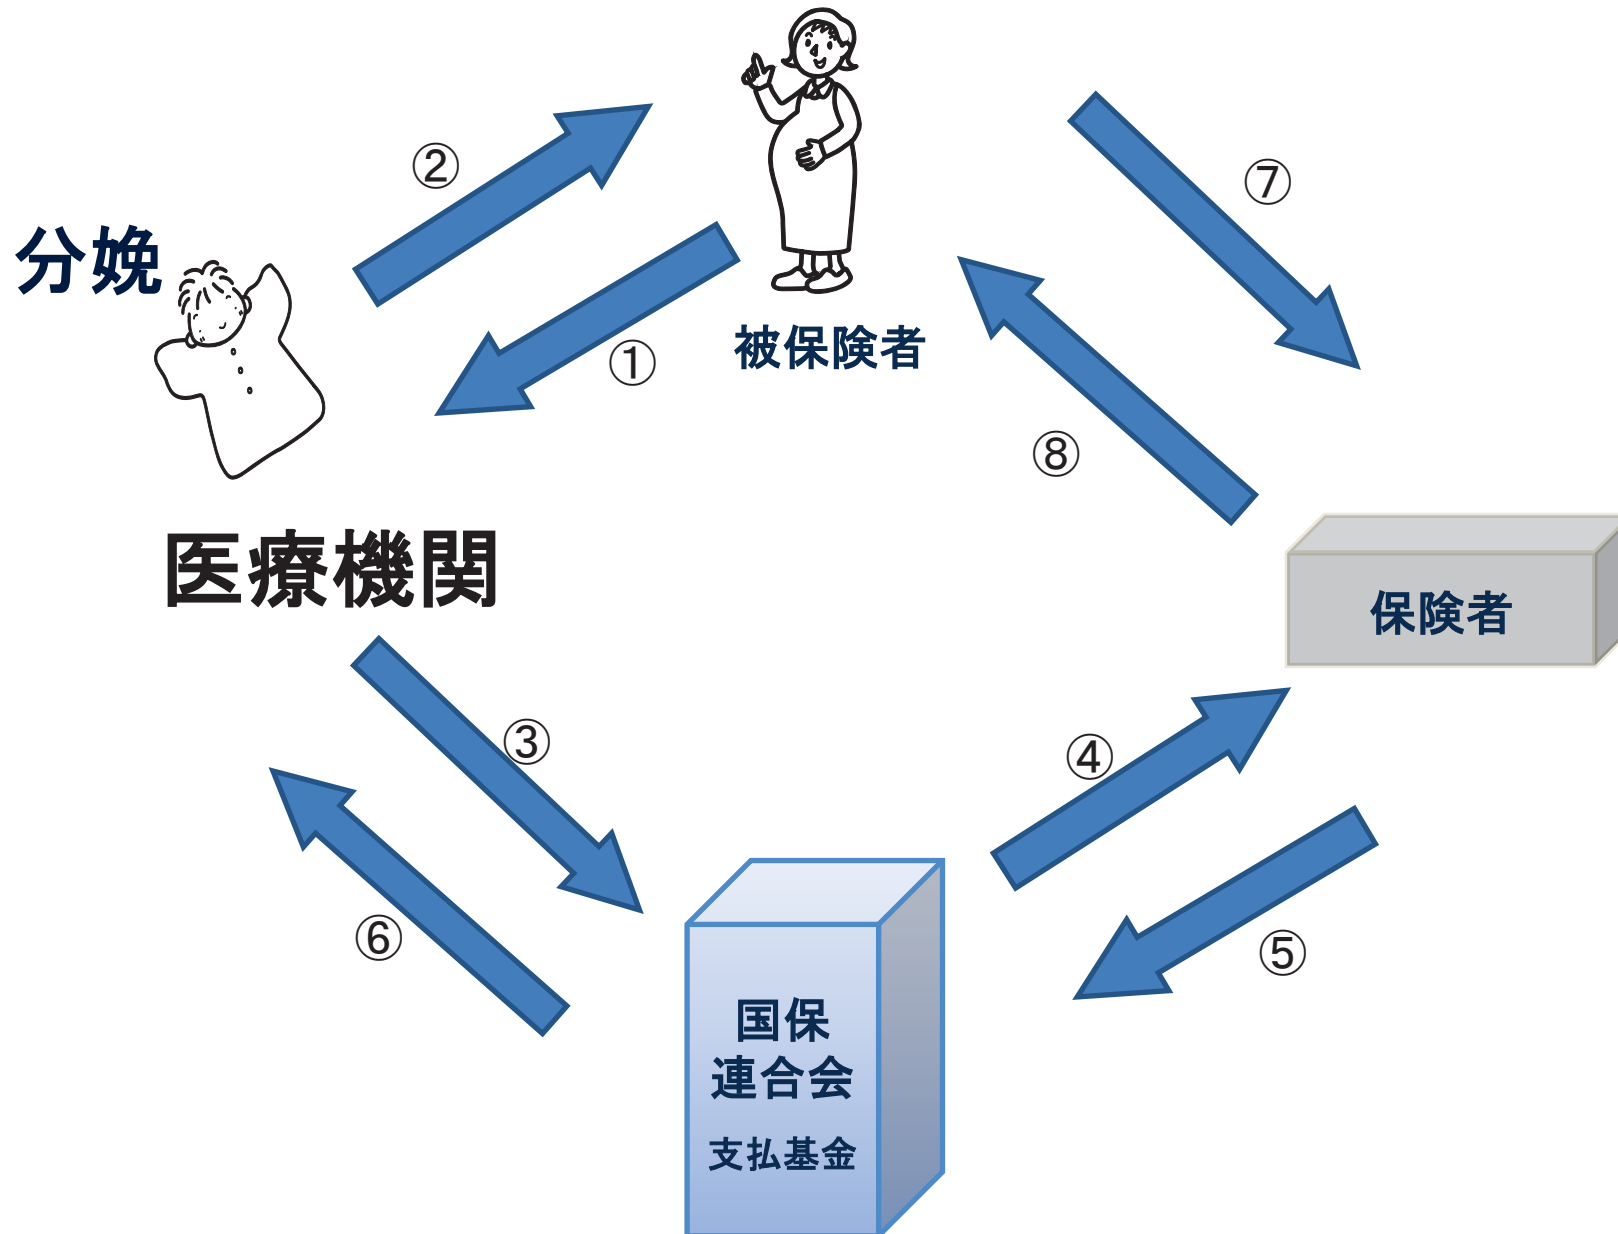 ②
⑦
分娩
①
被保険者
⑧
医療機関
保険者
③
④
⑥
⑤
国保
連合会
支払基金